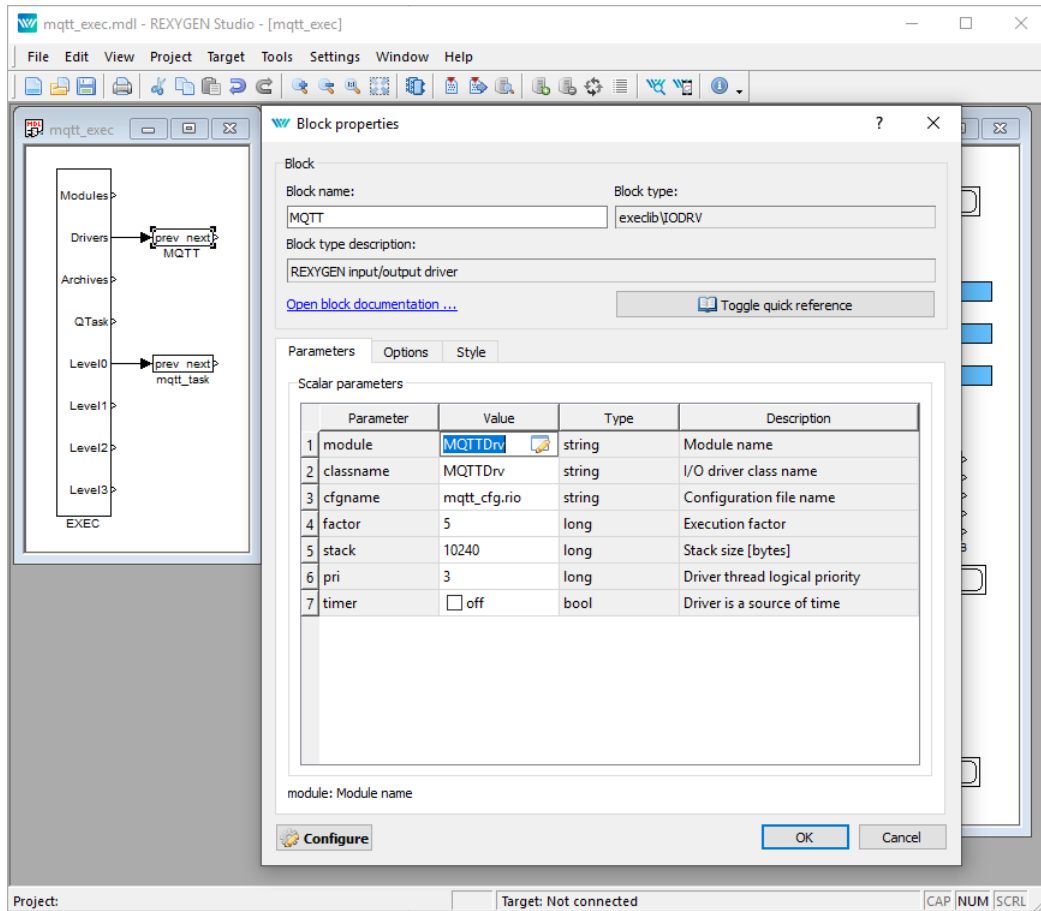 mqtt_exec.mdl - REXYGEN Studio - [mqtt_exec]
File Edit View Project Target Tools Settings Window Help
mqtt_exec
Modules
Drivers
prev next
MQTT
Archives
QTask
Level0
prev next
mqtt_task
Level1
Level2
Level3
EXEC
Block properties
?
Block
Block name:
Block type:
MQTT
execlib\IODRV
Block type description:
REXYGEN input/output driver
Open block documentation ...
Toggle quick reference
Parameters Options Style
Scalar parameters
Parameter Value Type Description
1 module MQTTDrv string Module name
2 classname MQTTDrv string I/O driver class name
3 cfgname mqtt_cfg.rio string Configuration file name
4 factor 5 long Execution factor
5 stack 10240 long Stack size [bytes]
6 pri 3 long Driver thread logical priority
7 timer off bool Driver is a source of time
module: Module name
Configure
OK
Cancel
Project:
Target: Not connected
CAP NUM SCRL